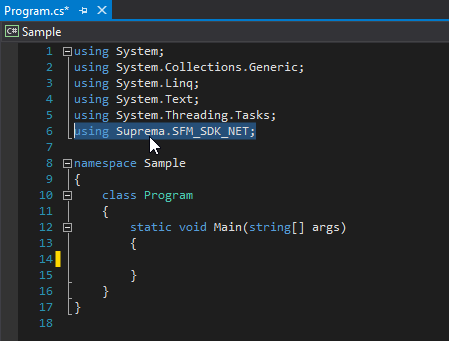 Program.cs*
C# Sample
1 using System;
2 using System.Collections.Generic;
3 using System.Linq;
4 using System.Text;
5 using System.Threading.Tasks;
6 using Suprema.SFM_SDK_NET;
7
8 namespace Sample
9 {
10 class Program
11 {
12 static void Main(string[] args)
13 {
14
15 }
16 }
17 }
18